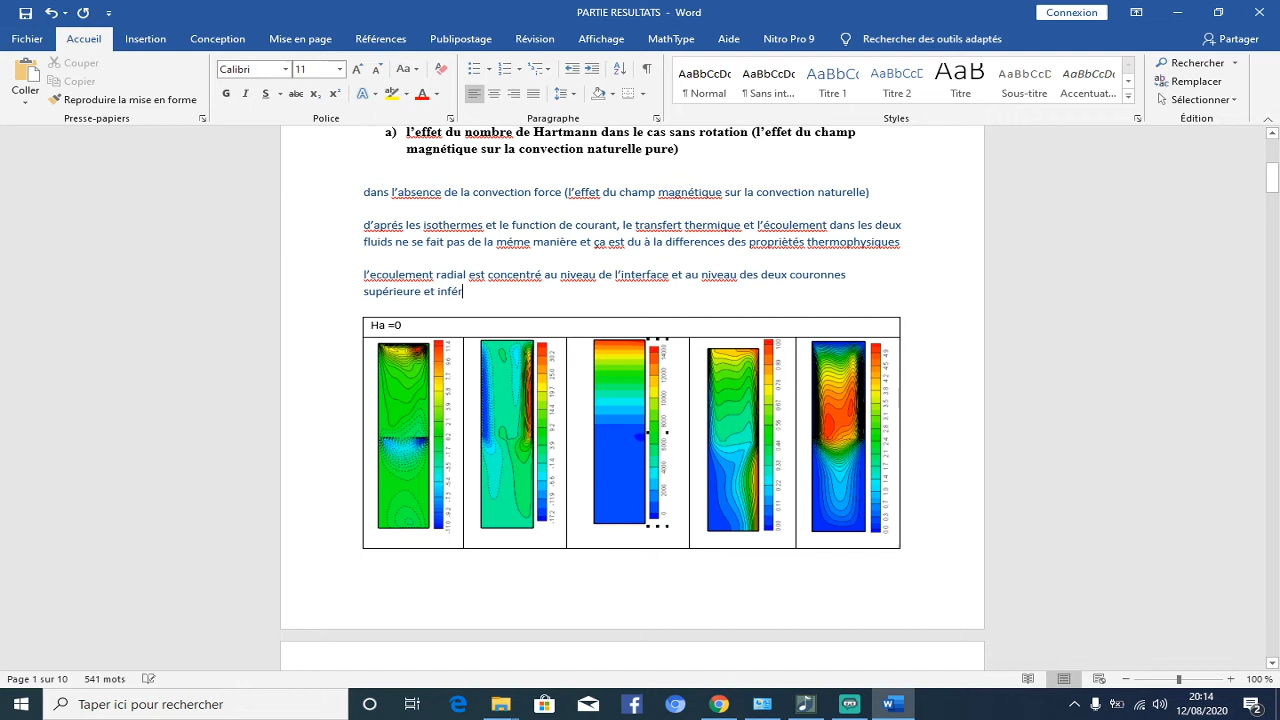 PARTIE RESULTATS - Word
Connexion
Fichier Accueil Insertion Conception Mise en page Références Publipostage Révision Affichage MathType Aide Nitro Pro 9 Rechercher des outils adaptés Partager
Coller
Couper
Copier
Reproduire la mise en forme
Presse-papiers
Calibri 11
Police
Paragraphe
AaBbCcDc AaBbCcDc AaBbCc AaBbCcD AaB AaBbCcD AaBbCcD
¶ Normal ¶ Sans int... Titre 1 Titre 2 Titre Sous-titre Accentuat...
Styles
Rechercher
Remplacer
Sélectionner
Édition
a) l'effet du nombre de Hartmann dans le cas sans rotation (l'effet du champ
magnétique sur la convection naturelle pure)
dans l'absence de la convection force (l'effet du champ magnétique sur la convection naturelle)
d'aprés les isothermes et le function de courant, le transfert thermique et l'écoulement dans les deux
fluids ne se fait pas de la méme manière et ça est du à la differences des propriètés thermophysiques
l'ecoulement radial est concentré au niveau de l'interface et au niveau des deux couronnes
supérieure et infér
Ha =0
Page 1 sur 10 541 mots
100 %
Taper ici pour rechercher
20:14
12/08/2020